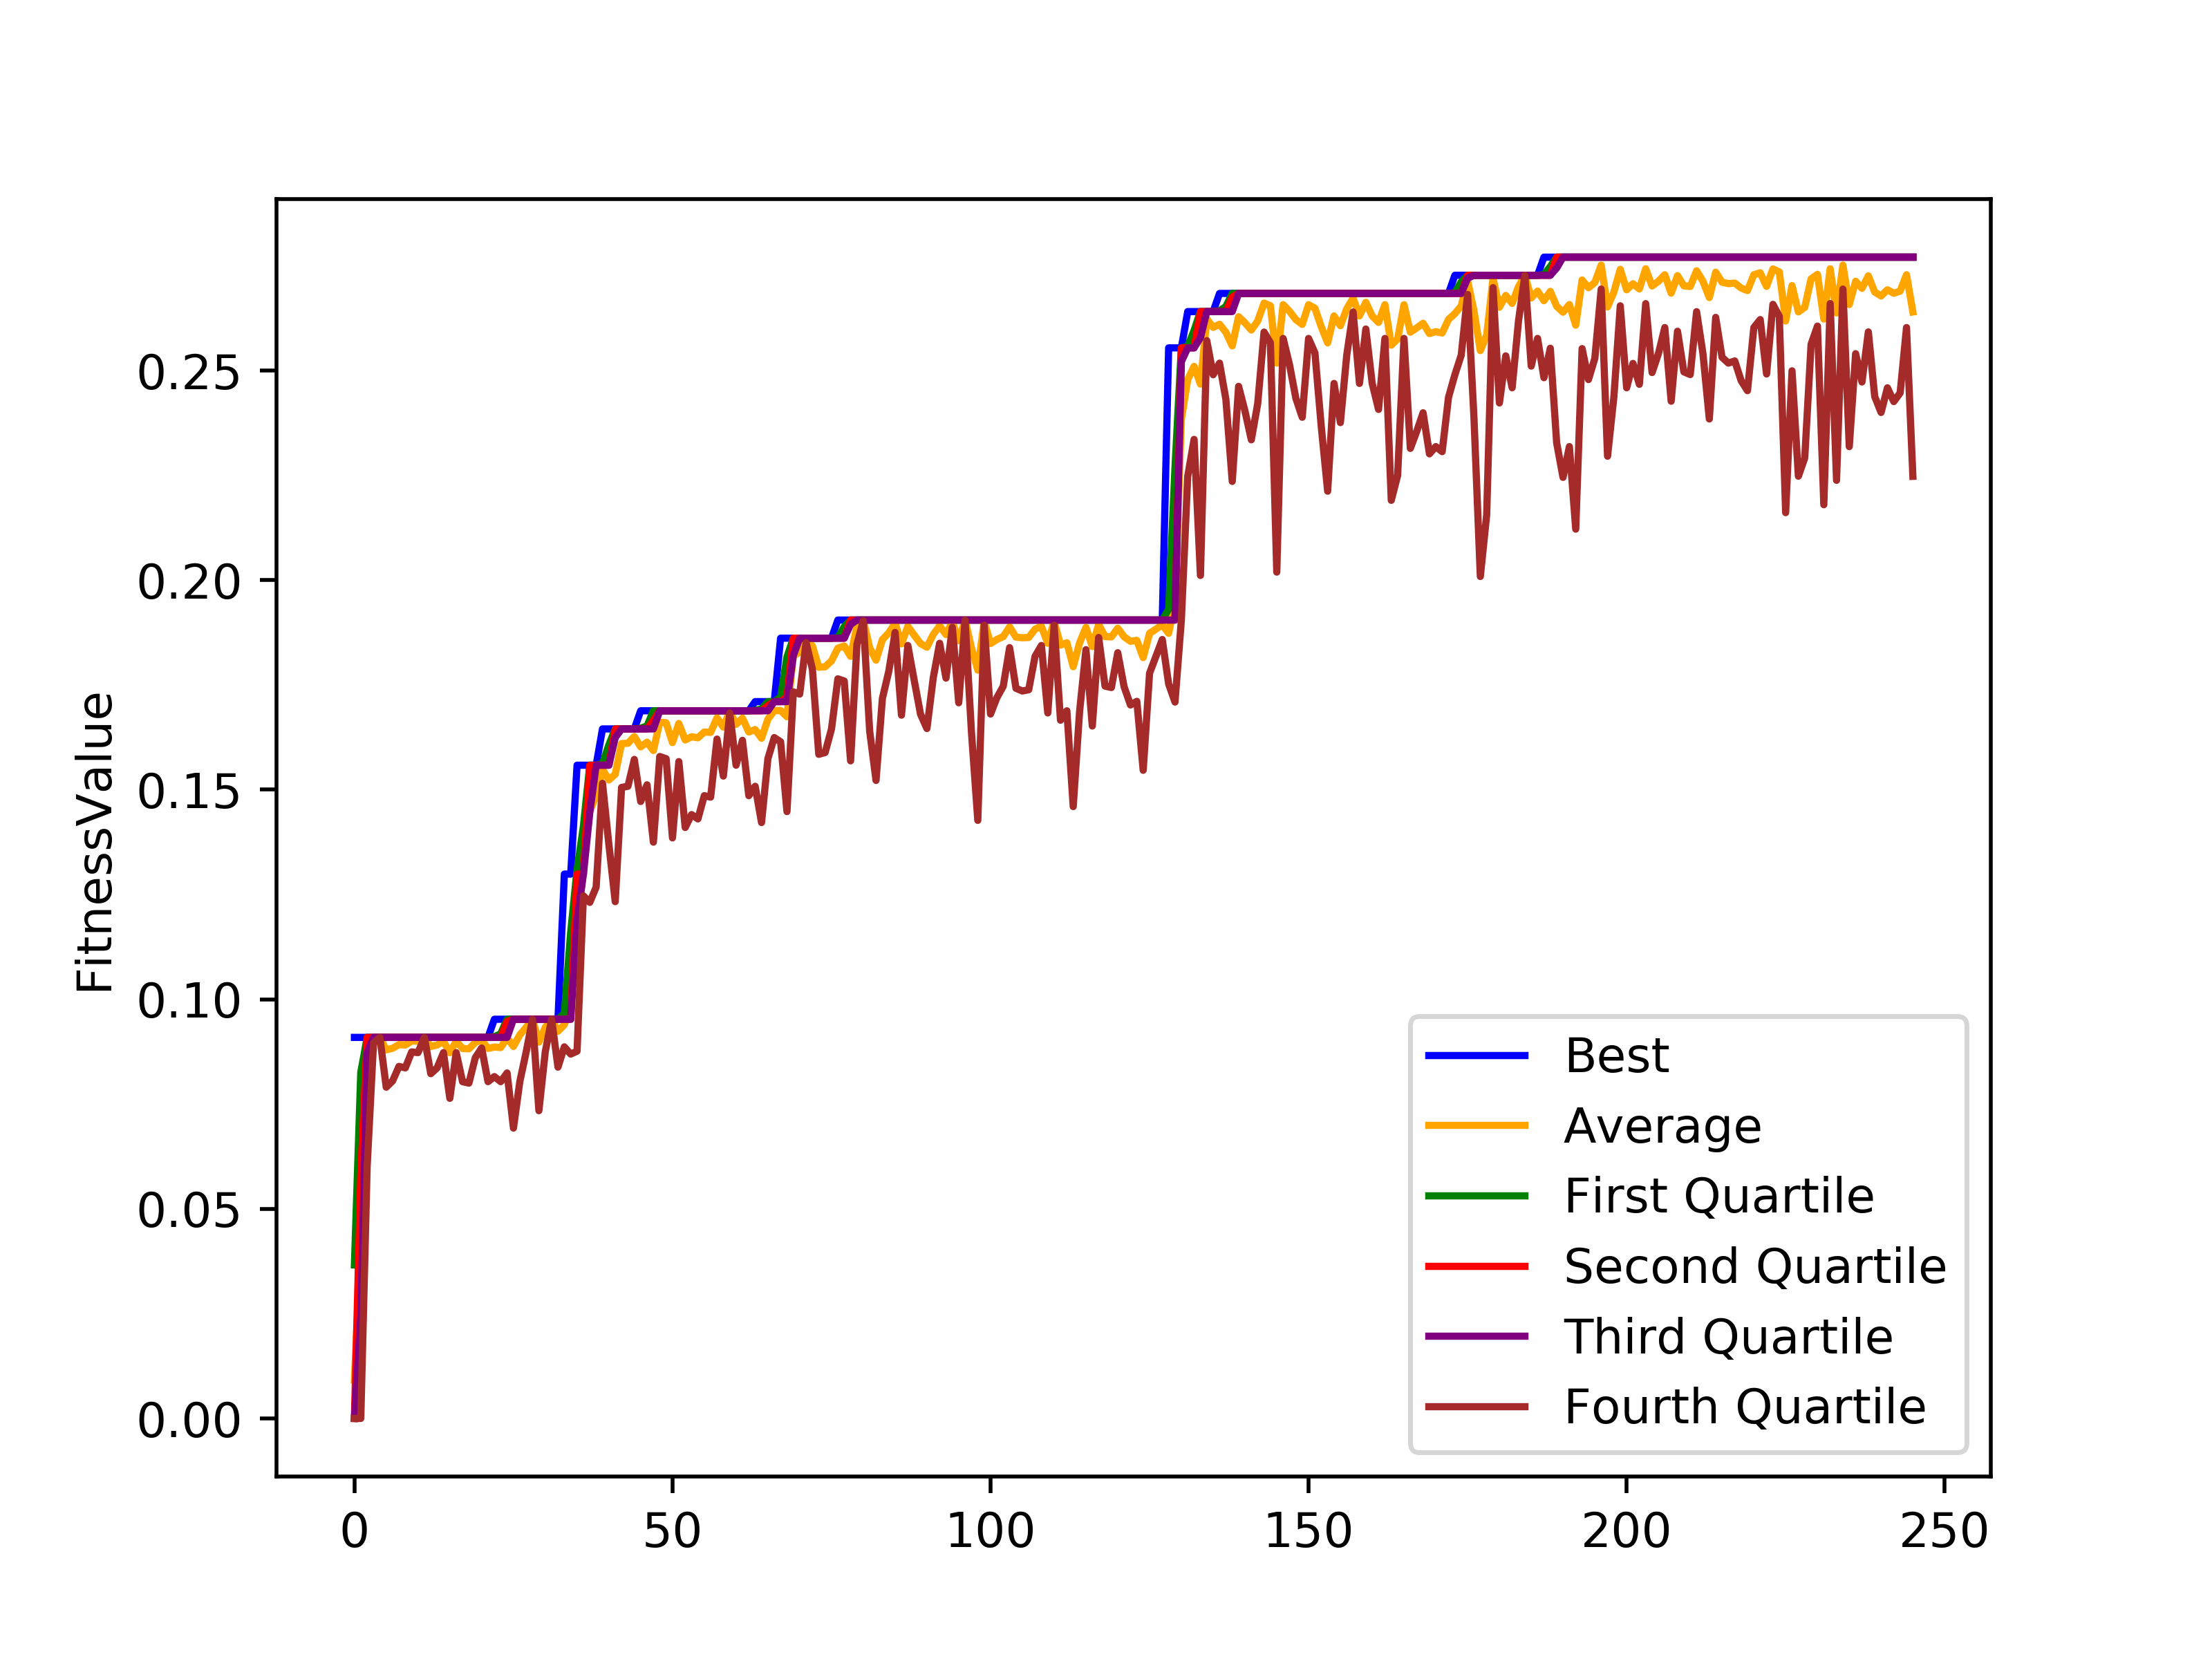 FitnessValue
0.25
0.20
0.15
0.10
0.05
0.00
0
50
100
150
200
250
Best
Average
First Quartile
Second Quartile
Third Quartile
Fourth Quartile